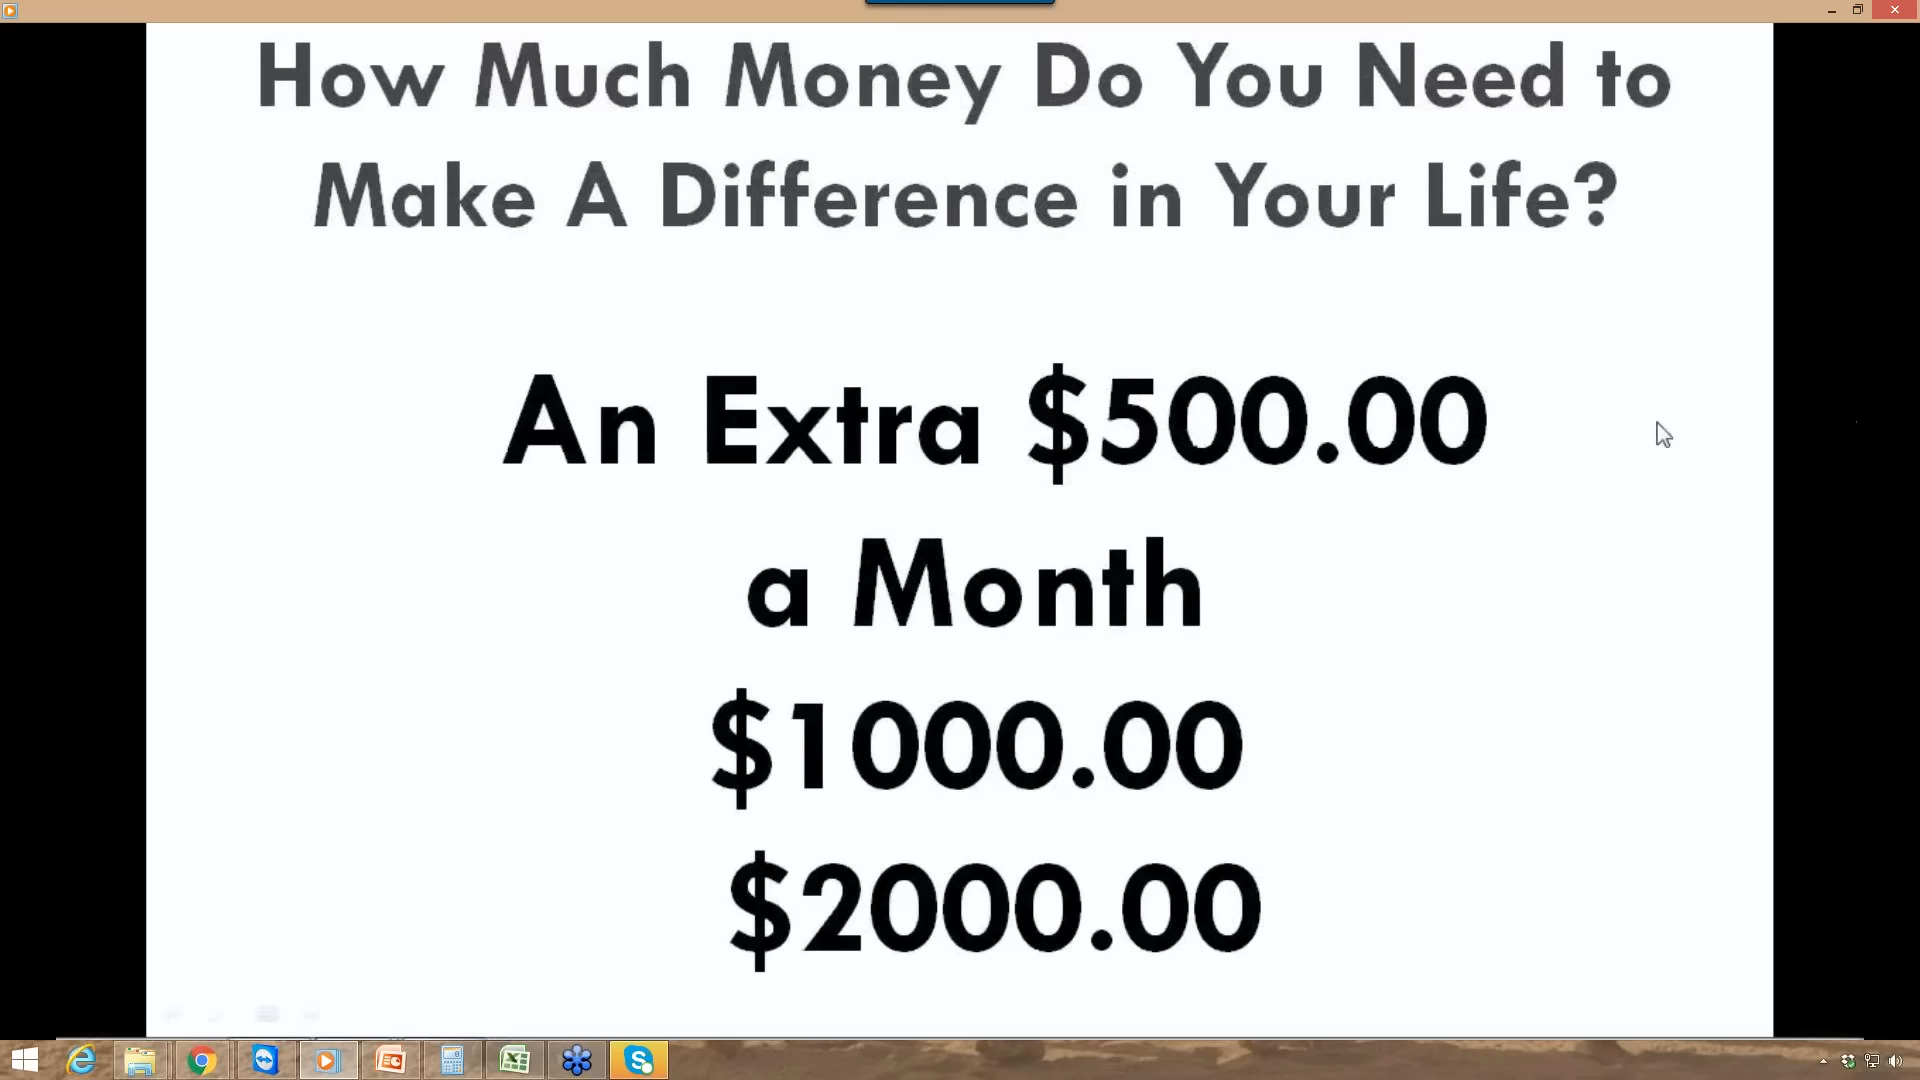 How Much Money Do You Need to
Make A Difference in Your Life?
An Extra $500.00
a Month
$1000.00
$2000.00